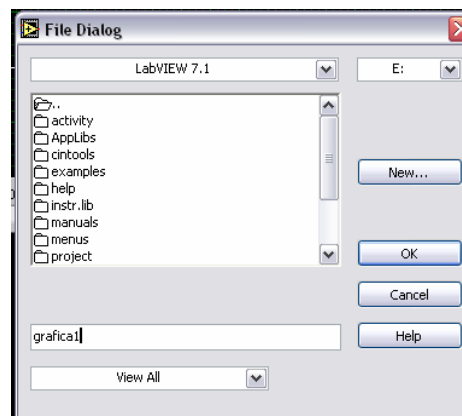 File Dialog
LabVIEW 7.1
E:
..
activity
AppLibs
cintools
examples
help
instr.lib
manuals
menus
project
New...
OK
Cancel
grafica1
Help
View All